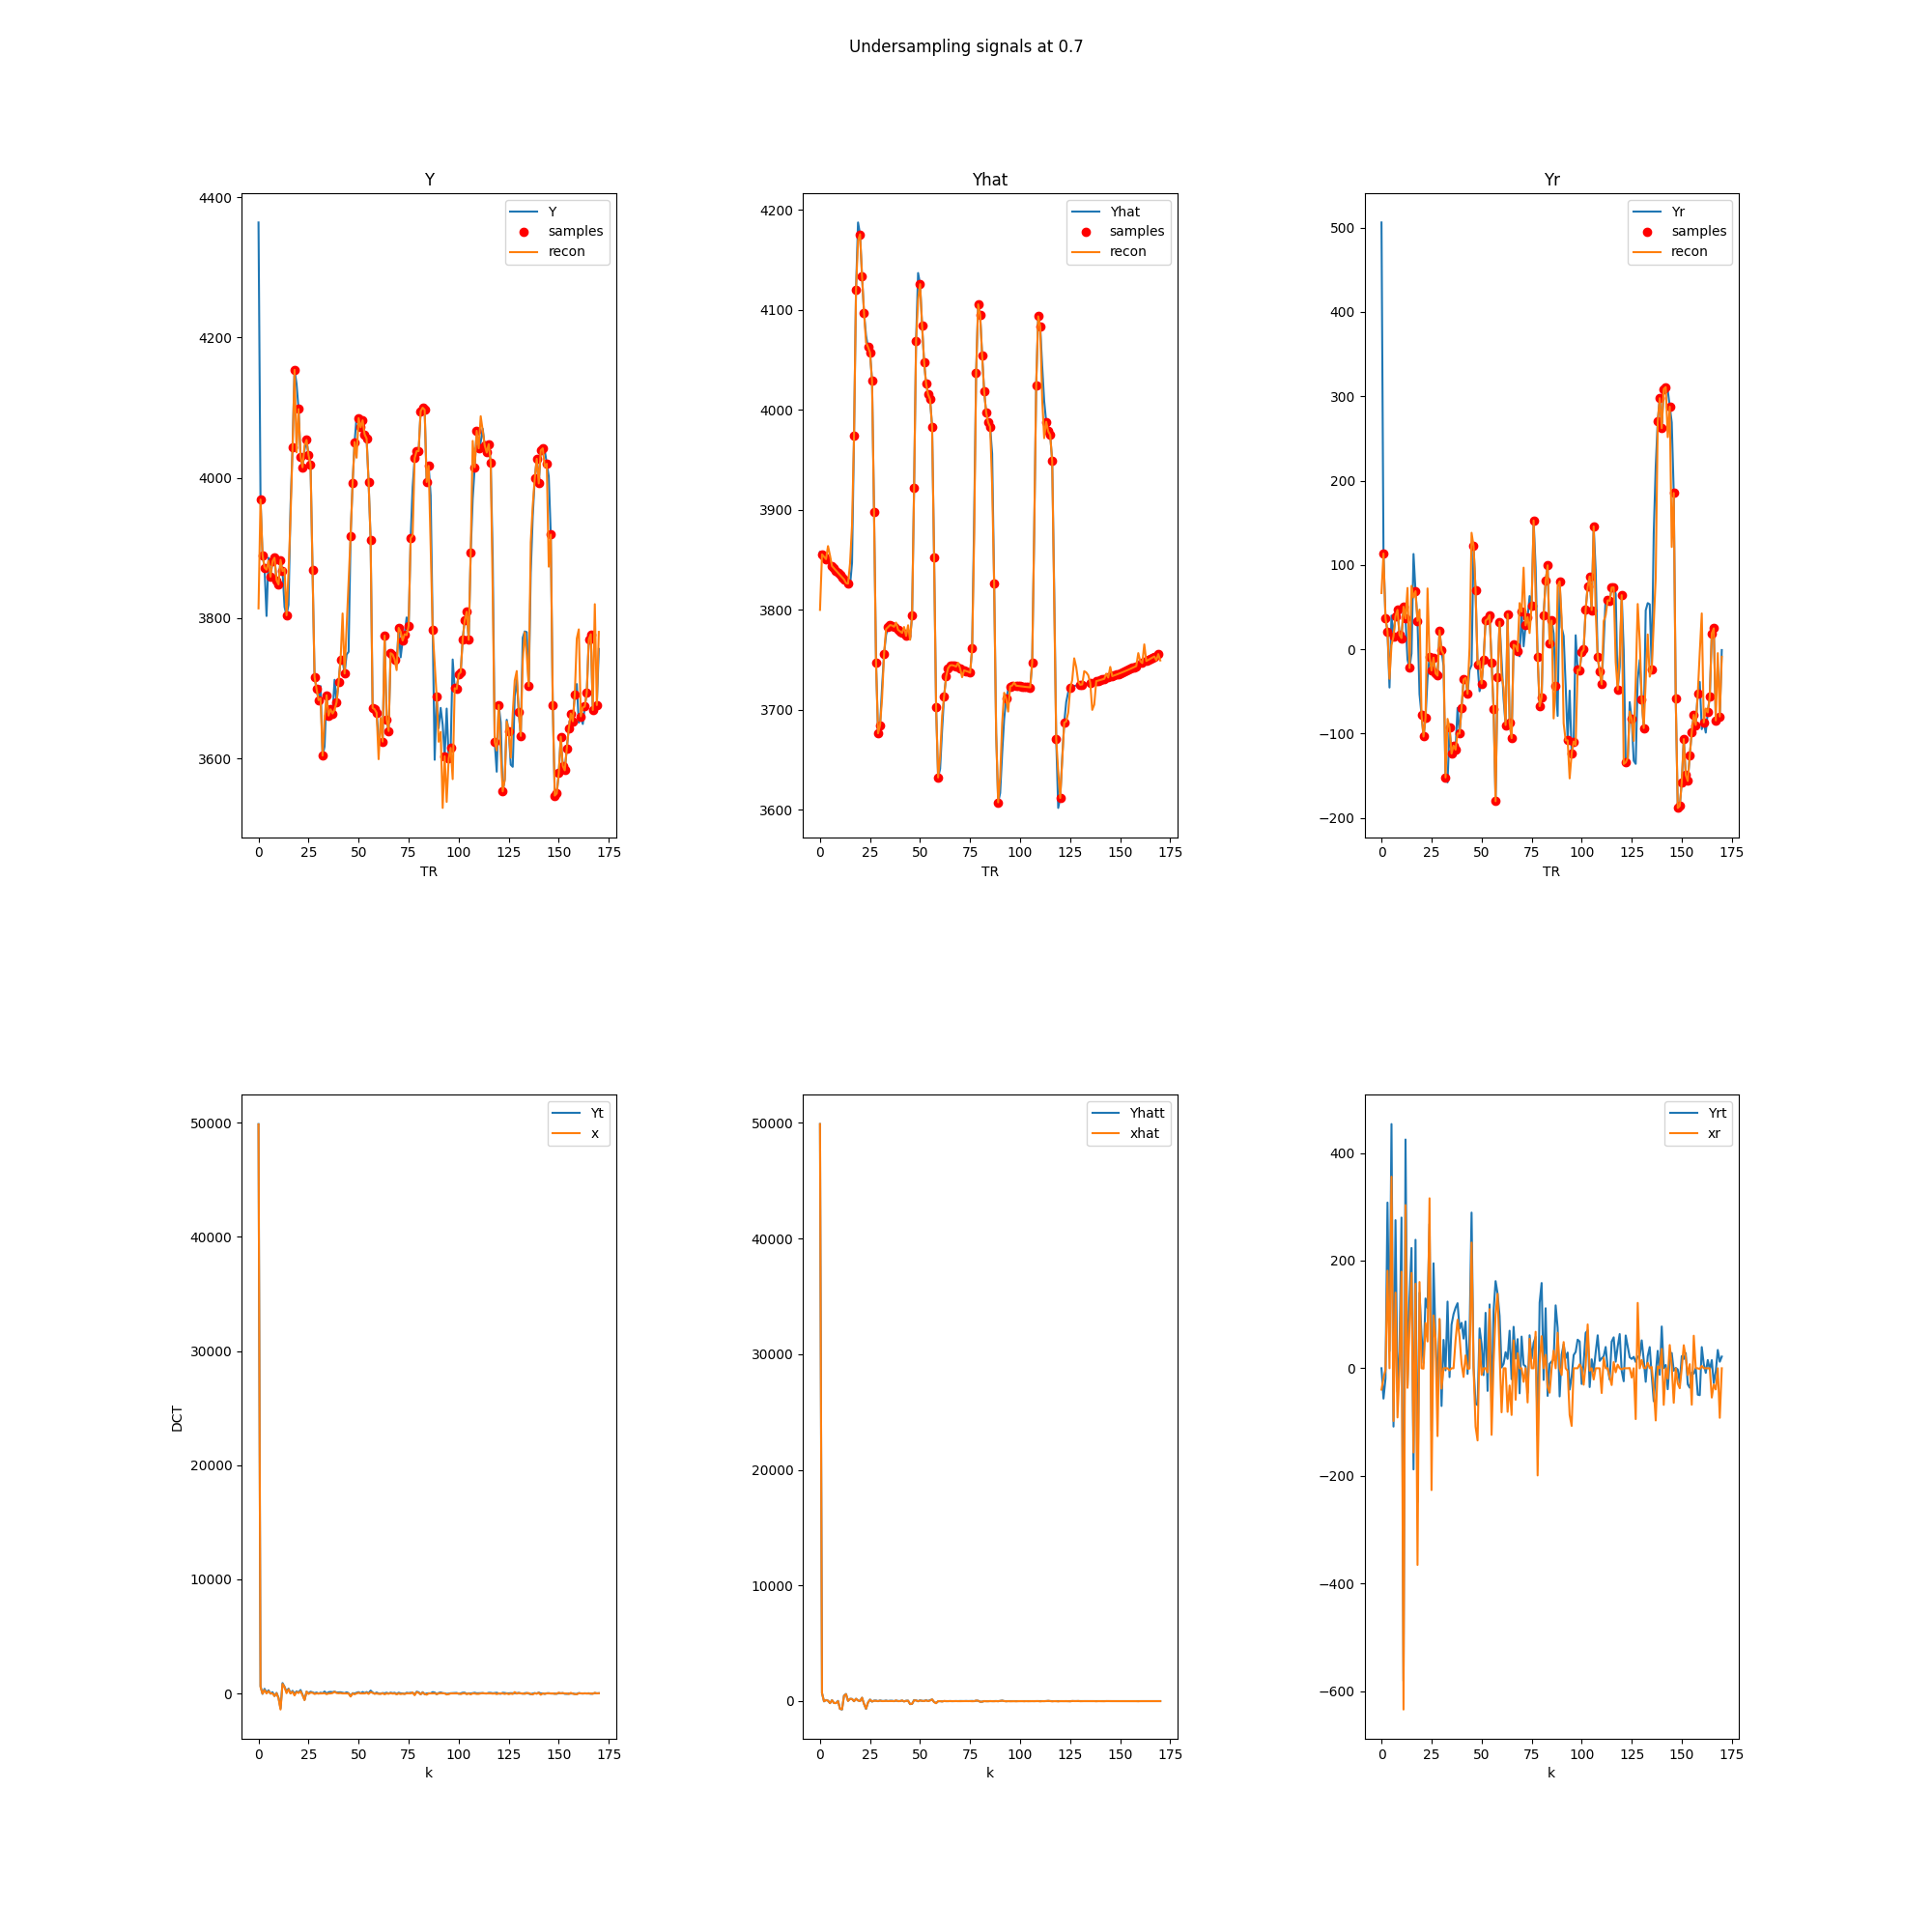 Undersampling signals at 0.7
Y
4400
4200
4000
3800
3600
0 25 50 75 100 125 150 175
TR
Y
samples
recon
Yhat
4200
4100
4000
3900
3800
3700
3600
0 25 50 75 100 125 150 175
TR
Yhat
samples
recon
Yr
500
400
300
200
100
0
−100
−200
0 25 50 75 100 125 150 175
TR
Yr
samples
recon
DCT
50000
40000
30000
20000
10000
0
0 25 50 75 100 125 150 175
k
Yt
x
50000
40000
30000
20000
10000
0
0 25 50 75 100 125 150 175
k
Yhatt
xhat
400
200
0
−200
−400
−600
0 25 50 75 100 125 150 175
k
Yrt
xr